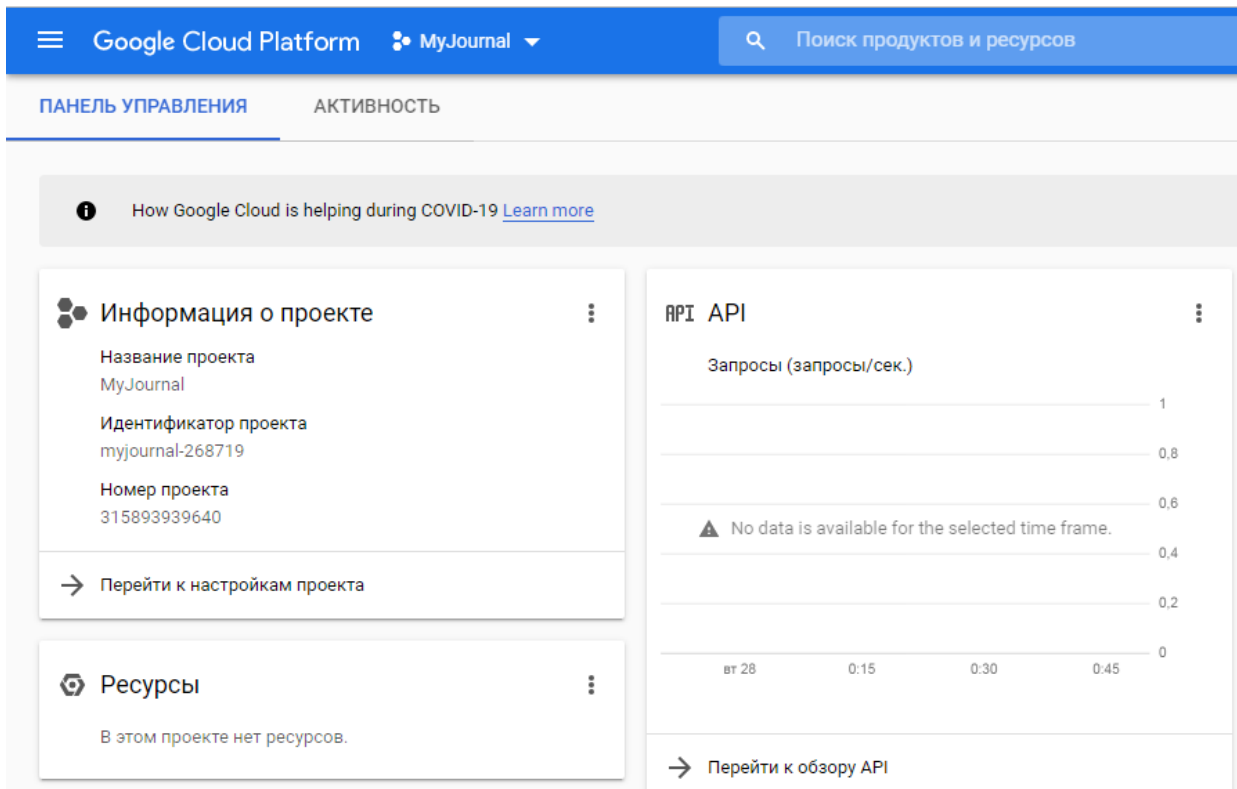 Google Cloud Platform MyJournal Поиск продуктов и ресурсов
ПАНЕЛЬ УПРАВЛЕНИЯ АКТИВНОСТЬ
How Google Cloud is helping during COVID-19 Learn more
Информация о проекте
Название проекта
MyJournal
Идентификатор проекта
myjournal-268719
Номер проекта
315893939640
Перейти к настройкам проекта
Ресурсы
В этом проекте нет ресурсов.
API API
Запросы (запросы/сек.)
1
0,8
0,6
No data is available for the selected time frame.
0,4
0,2
0
вт 28 0:15 0:30 0:45
Перейти к обзору API